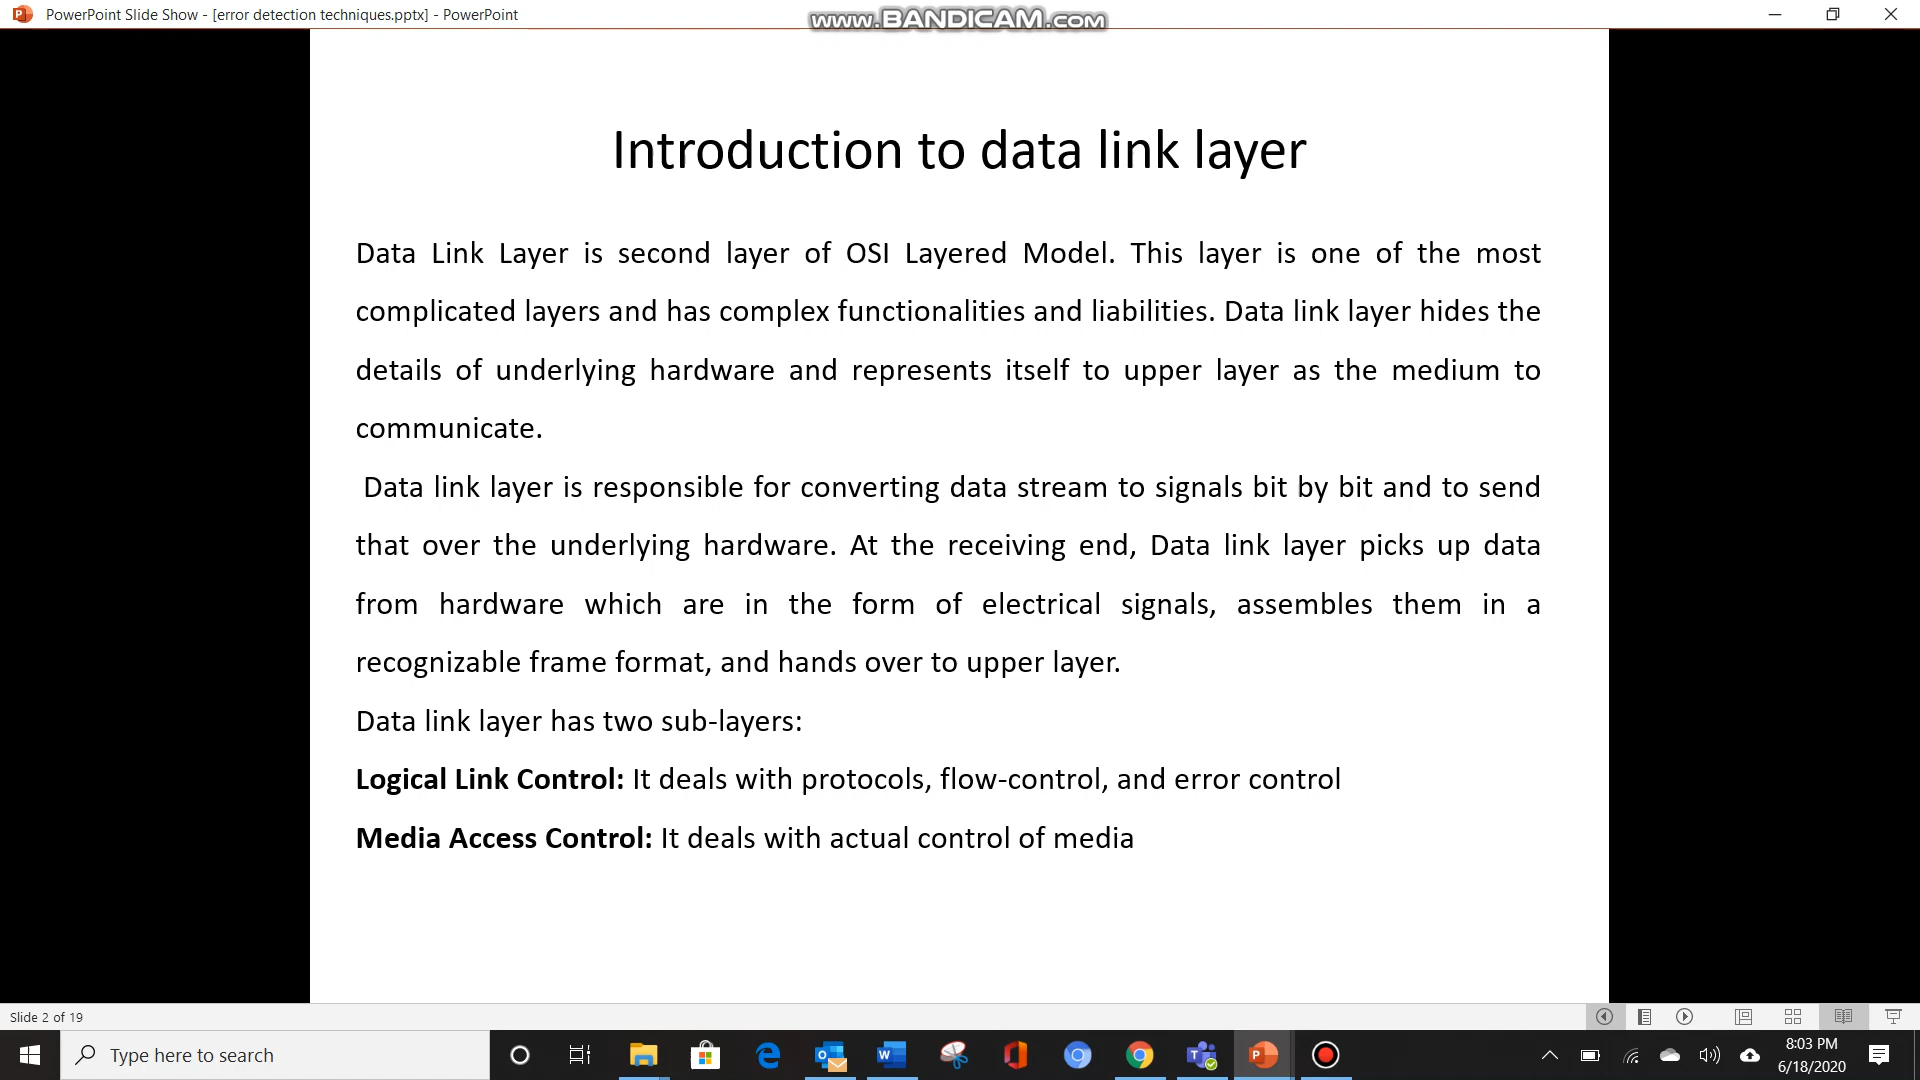 PowerPoint Slide Show - [error detection techniques.pptx] - PowerPoint
www.BANDICAM.com
Introduction to data link layer
Data Link Layer is second layer of OSI Layered Model. This layer is one of the most
complicated layers and has complex functionalities and liabilities. Data link layer hides the
details of underlying hardware and represents itself to upper layer as the medium to
communicate.
Data link layer is responsible for converting data stream to signals bit by bit and to send
that over the underlying hardware. At the receiving end, Data link layer picks up data
from hardware which are in the form of electrical signals, assembles them in a
recognizable frame format, and hands over to upper layer.
Data link layer has two sub-layers:
Logical Link Control: It deals with protocols, flow-control, and error control
Media Access Control: It deals with actual control of media
Slide 2 of 19
Type here to search
8:03 PM
6/18/2020